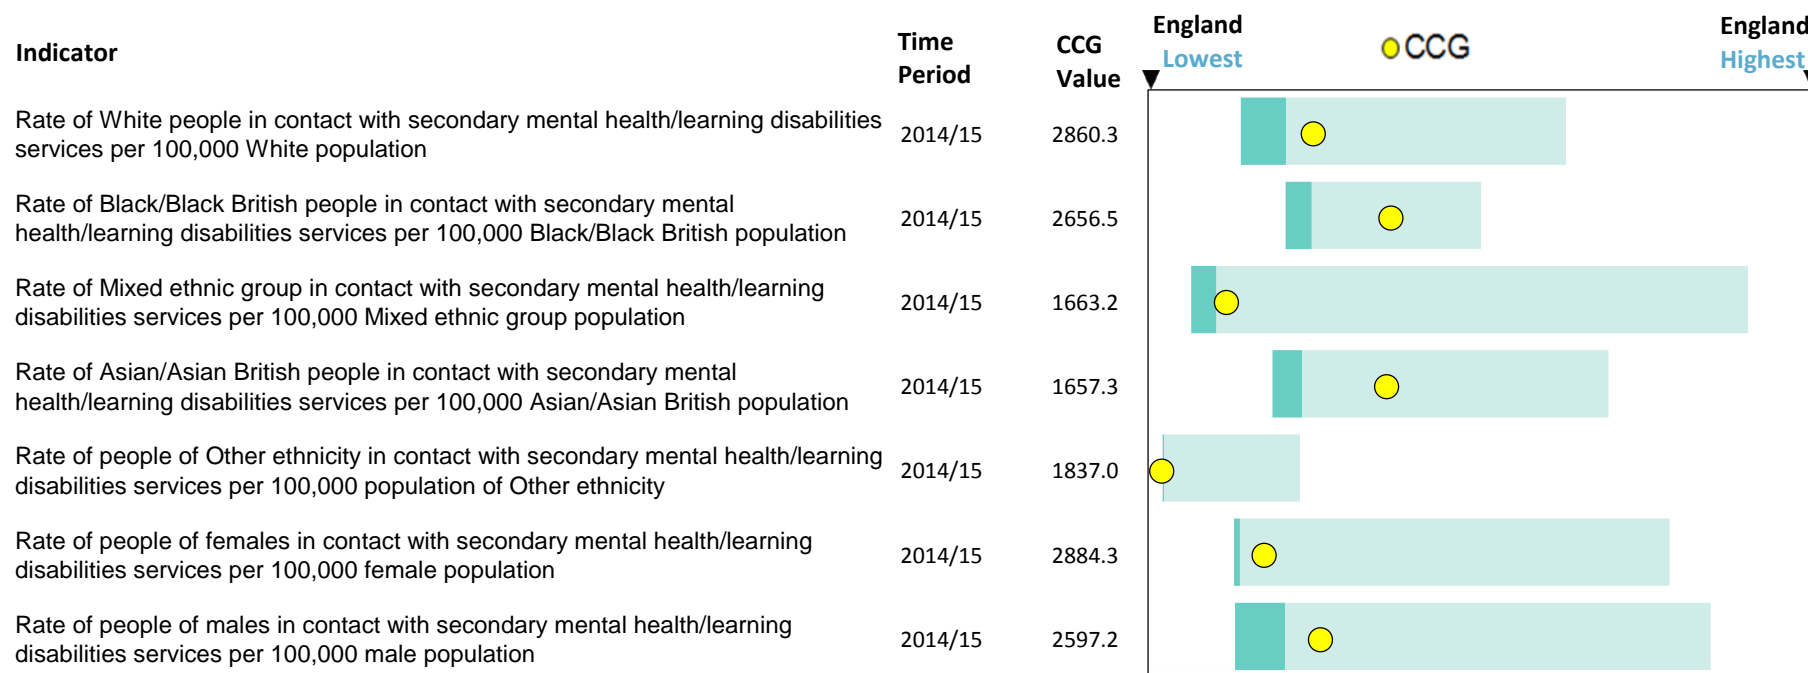 Indicator
Time
Period
CCG
Value
England
Lowest
CCG
England
Highest
Rate of White people in contact with secondary mental health/learning disabilities
services per 100,000 White population
2014/15
2860.3
Rate of Black/Black British people in contact with secondary mental
health/learning disabilities services per 100,000 Black/Black British population
2014/15
2656.5
Rate of Mixed ethnic group in contact with secondary mental health/learning
disabilities services per 100,000 Mixed ethnic group population
2014/15
1663.2
Rate of Asian/Asian British people in contact with secondary mental
health/learning disabilities services per 100,000 Asian/Asian British population
2014/15
1657.3
Rate of people of Other ethnicity in contact with secondary mental health/learning
disabilities services per 100,000 population of Other ethnicity
2014/15
1837.0
Rate of people of females in contact with secondary mental health/learning
disabilities services per 100,000 female population
2014/15
2884.3
Rate of people of males in contact with secondary mental health/learning
disabilities services per 100,000 male population
2014/15
2597.2